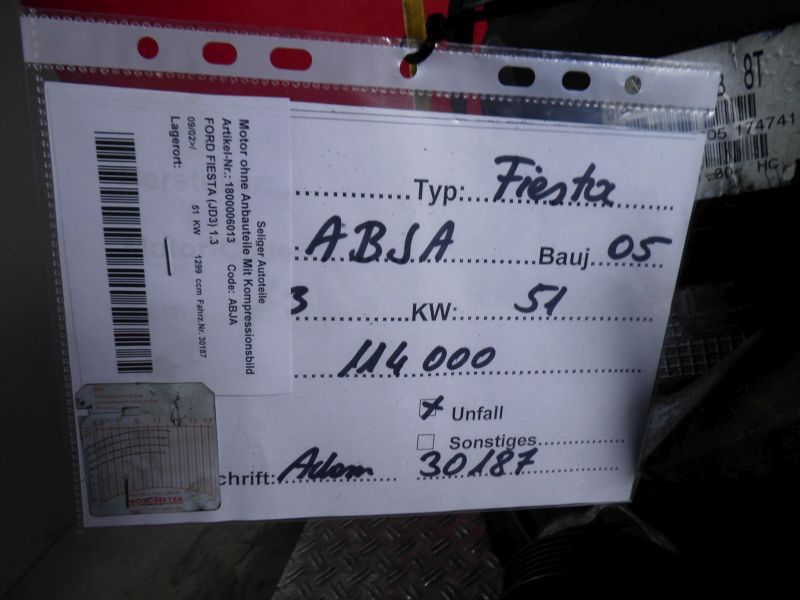 Seliger Autoteile
Motor ohne Anbauteile Mit Kompressionsbild
Artikel-Nr.: 1800006013 Code: ABJA
FORD FIESTA (JD3) 1.3
09/02>/ 51 KW 1299 ccm Fahrz.Nr. 30187
Lagerort:
Typ: Fiesta
ABJA Bauj. 05
3 KW: 51
114 000
Unfall
Sonstiges
chrift: Adam 30187
8T
05 174741
HC